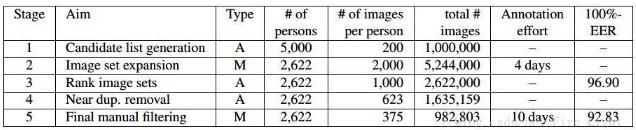 Stage Aim Type # of # of images total # Annotation 100%-
persons per person images effort EER
1 Candidate list generation A 5,000 200 1,000,000 – –
2 Image set expansion M 2,622 2,000 5,244,000 4 days –
3 Rank image sets A 2,622 1,000 2,622,000 – 96.90
4 Near dup. removal A 2,622 623 1,635,159 – –
5 Final manual filtering M 2,622 375 982,803 10 days 92.83